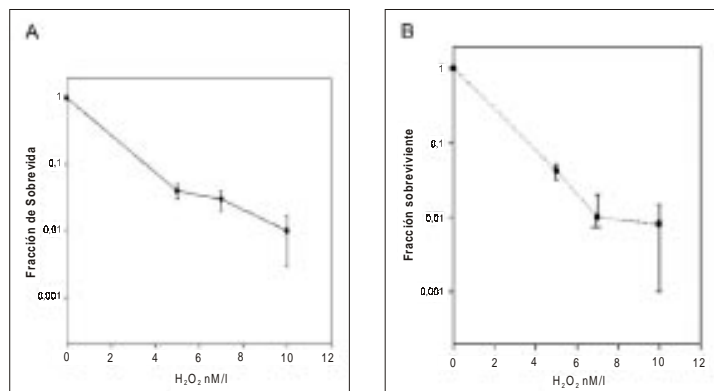 A
Fracción de Sobrevida
1
0.1
0.01
0.001
0 2 4 6 8 10 12
H₂O₂ nM/l
B
Fracción sobreviviente
1
0.1
0.01
0,001
0 2 4 6 8 10 12
H₂O₂ nM/l